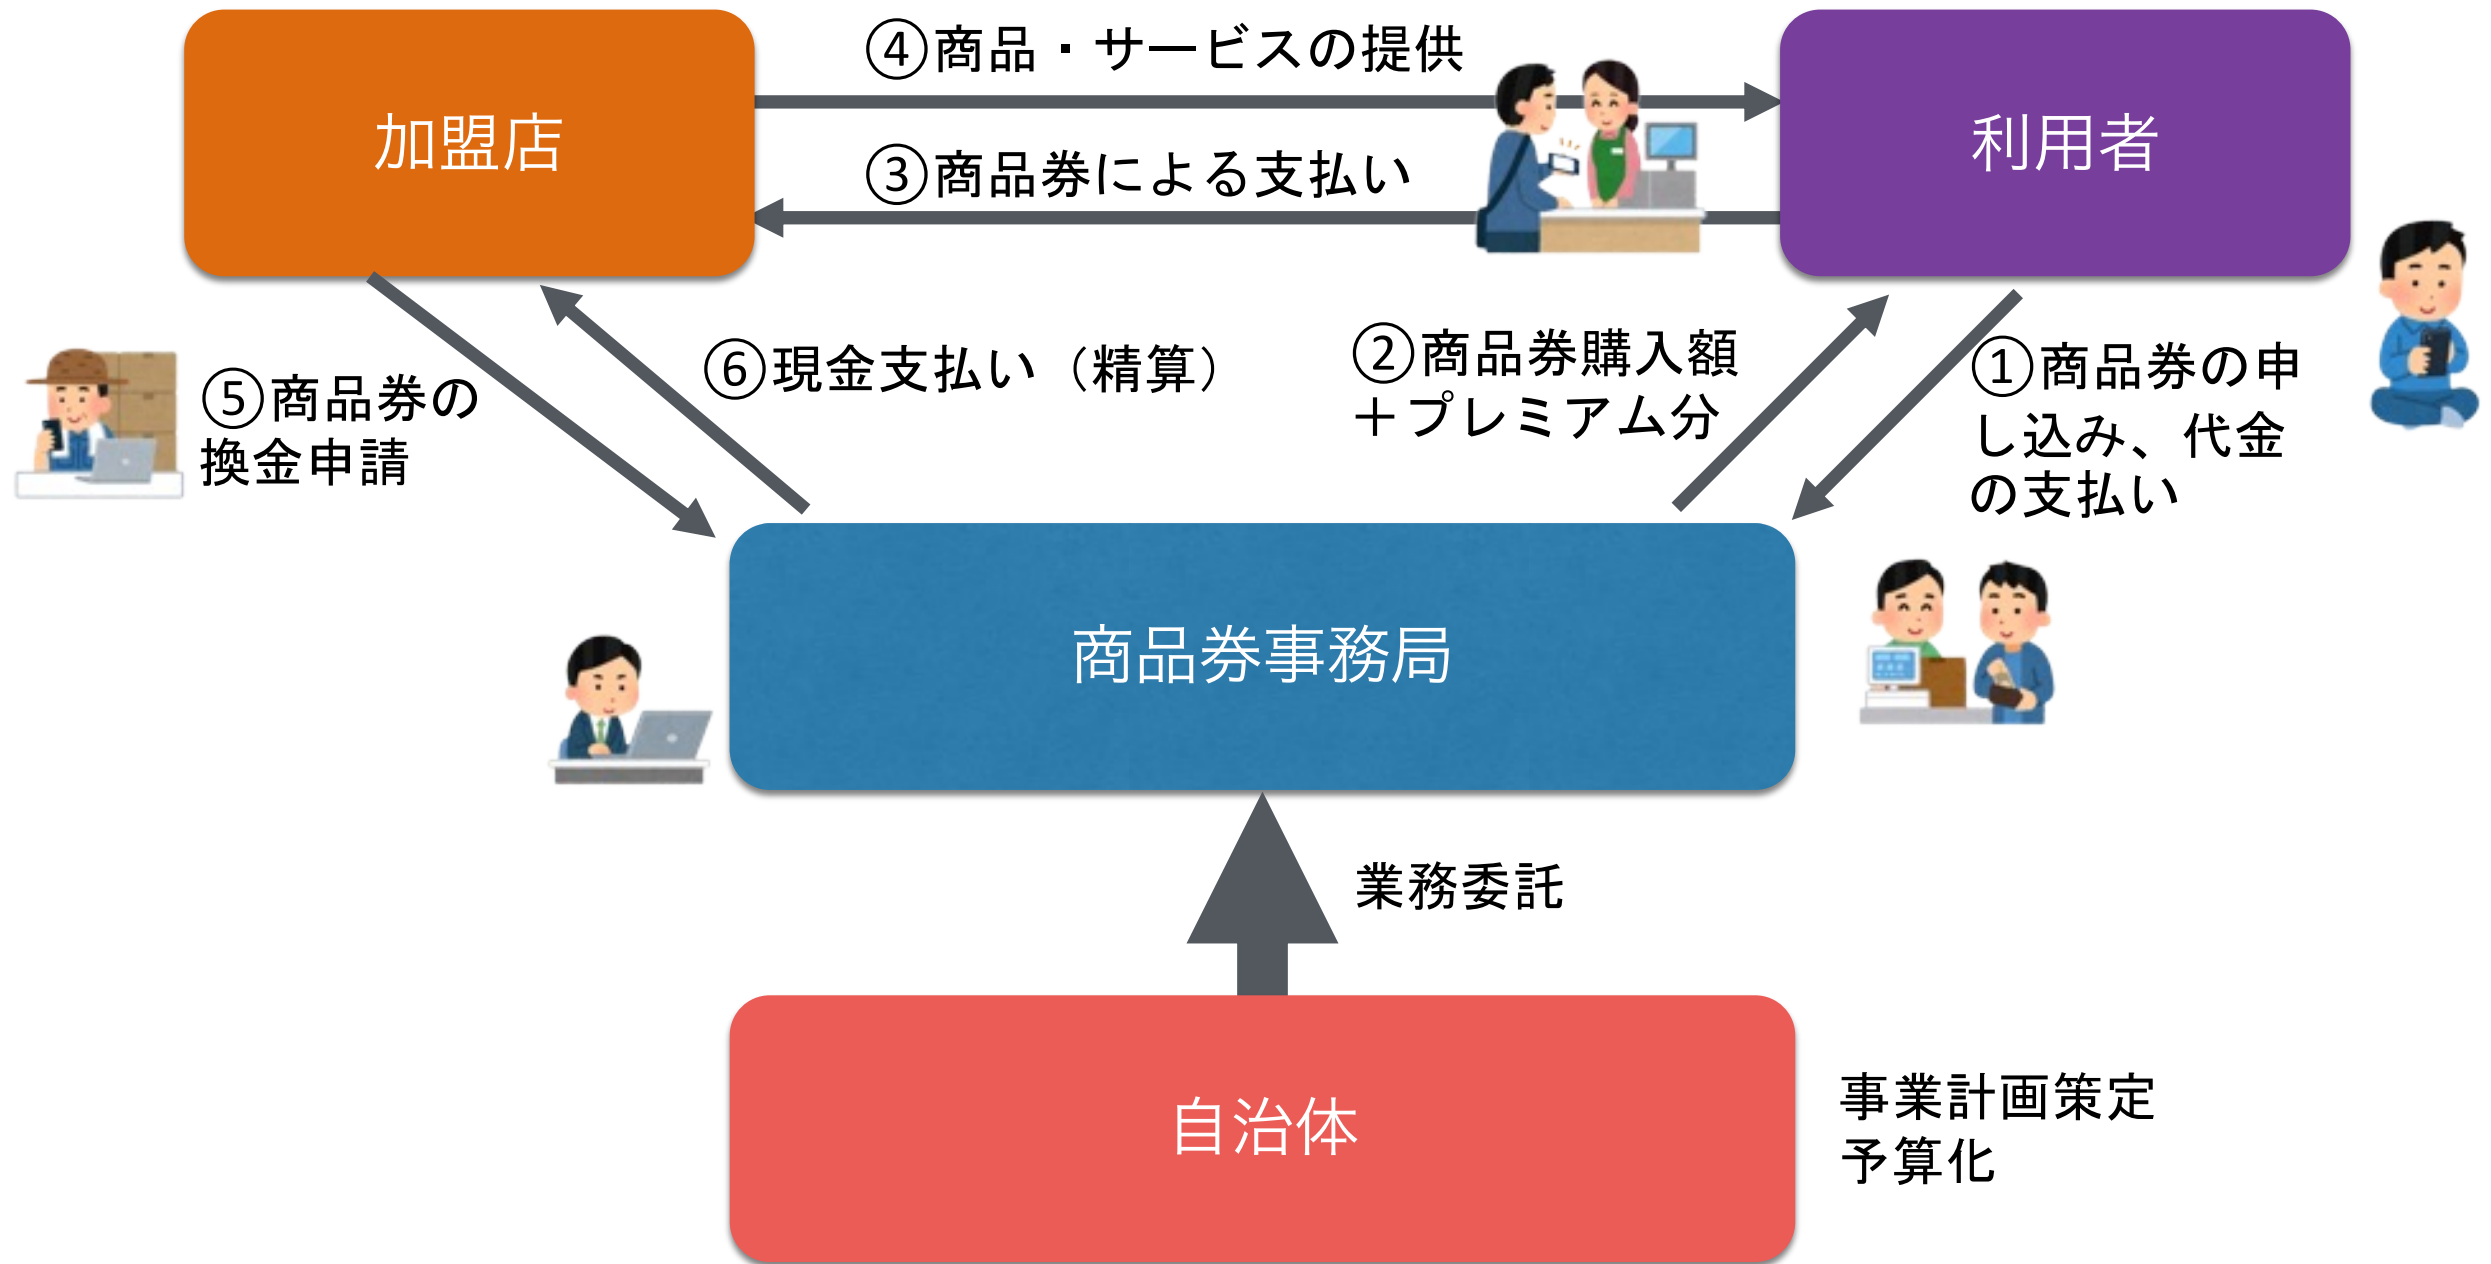 ④商品・サービスの提供
加盟店
利用者
③商品券による支払い
⑥現金支払い（精算）
②商品券購入額
＋プレミアム分
①商品券の申
し込み、代金
の支払い
⑤商品券の
換金申請
商品券事務局
業務委託
自治体
事業計画策定
予算化